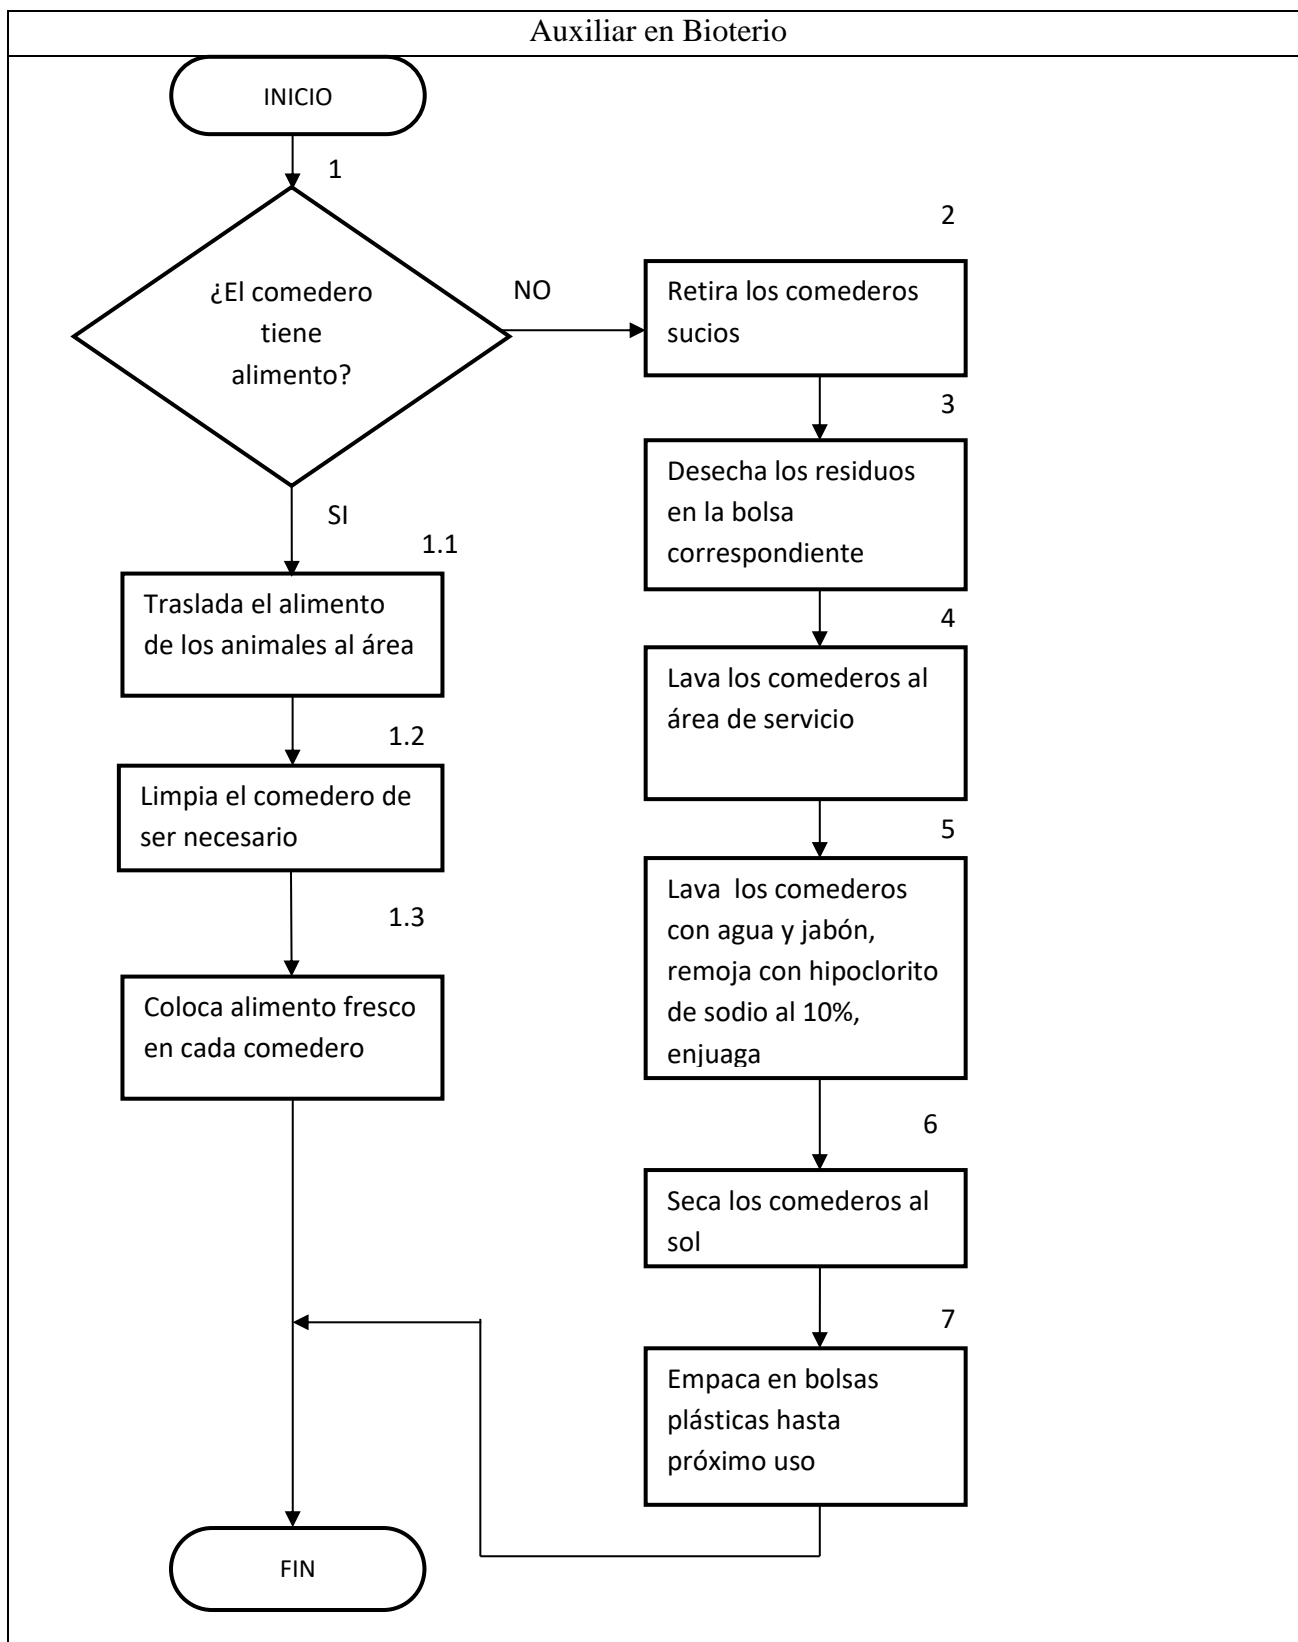 Auxiliar en Bioterio
INICIO
1
¿El comedero
tiene
alimento?
NO
SI
1.1
Traslada el alimento
de los animales al área
1.2
Limpia el comedero de
ser necesario
1.3
Coloca alimento fresco
en cada comedero
2
Retira los comederos
sucios
3
Desecha los residuos
en la bolsa
correspondiente
4
Lava los comederos al
área de servicio
5
Lava  los comederos
con agua y jabón,
remoja con hipoclorito
de sodio al 10%,
enjuaga
6
Seca los comederos al
sol
7
Empaca en bolsas
plásticas hasta
próximo uso
FIN